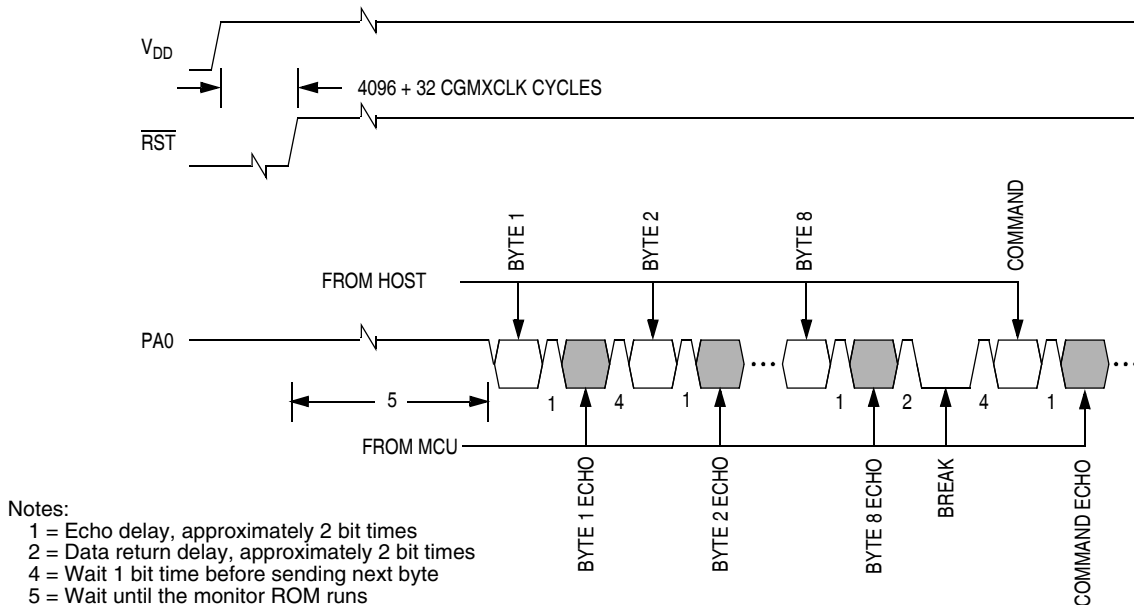 VDD
4096 + 32 CGMXCLK CYCLES
RST
FROM HOST
BYTE 1
BYTE 2
BYTE 8
COMMAND
PA0
5
1
4
1
1
2
4
1
FROM MCU
BYTE 1 ECHO
BYTE 2 ECHO
BYTE 8 ECHO
BREAK
COMMAND ECHO
Notes:
1 = Echo delay, approximately 2 bit times
2 = Data return delay, approximately 2 bit times
4 = Wait 1 bit time before sending next byte
5 = Wait until the monitor ROM runs